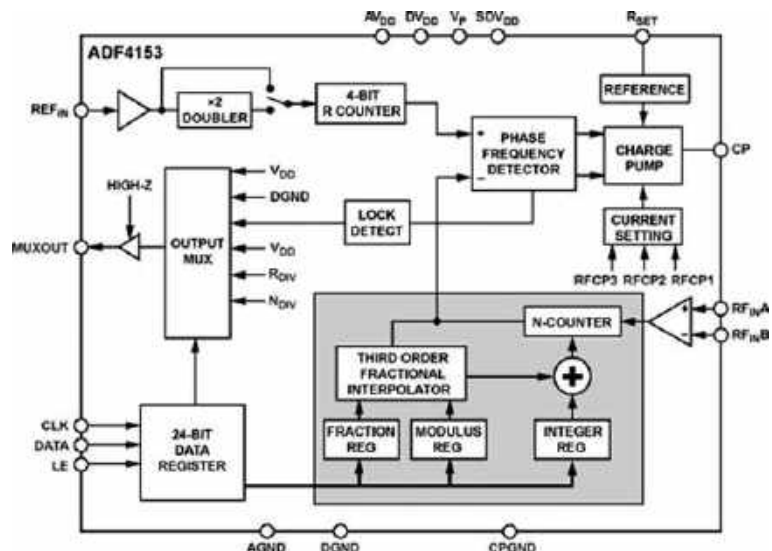 AVDD DVDD VP SDVDD RSET
ADF4153
REFIN
×2
DOUBLER
4-BIT
R COUNTER
REFERENCE
+
−
PHASE
FREQUENCY
DETECTOR
CHARGE
PUMP
CP
HIGH-Z
MUXOUT
OUTPUT
MUX
VDD
DGND
LOCK
DETECT
VDD
RDIV
NDIV
CURRENT
SETTING
RFCP3 RFCP2 RFCP1
N-COUNTER
+
−
RFINA
RFINB
THIRD ORDER
FRACTIONAL
INTERPOLATOR
+
FRACTION
REG
MODULUS
REG
INTEGER
REG
CLK
DATA
LE
24-BIT
DATA
REGISTER
AGND DGND CPGND